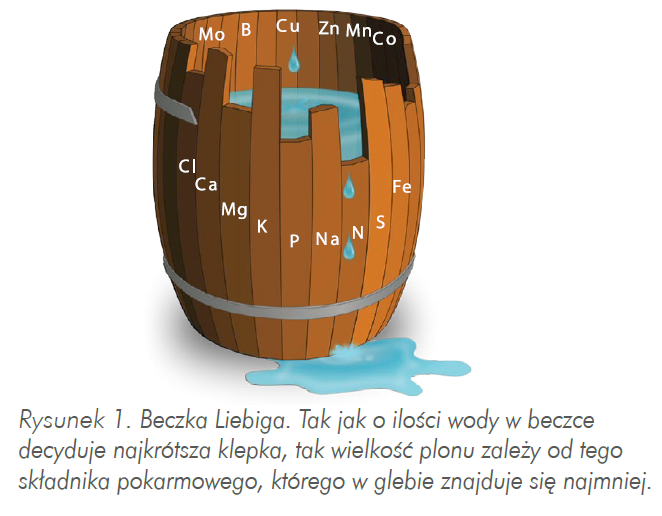 Mo B Cu Zn Mn Co
Cl
Ca
Mg
K
P
Na
N
S
Fe
Rysunek 1. Beczka Liebiga. Tak jak o ilości wody w beczce
decyduje najkrótsza klepka, tak wielkość plonu zależy od tego
składnika pokarmowego, którego w glebie znajduje się najmniej.